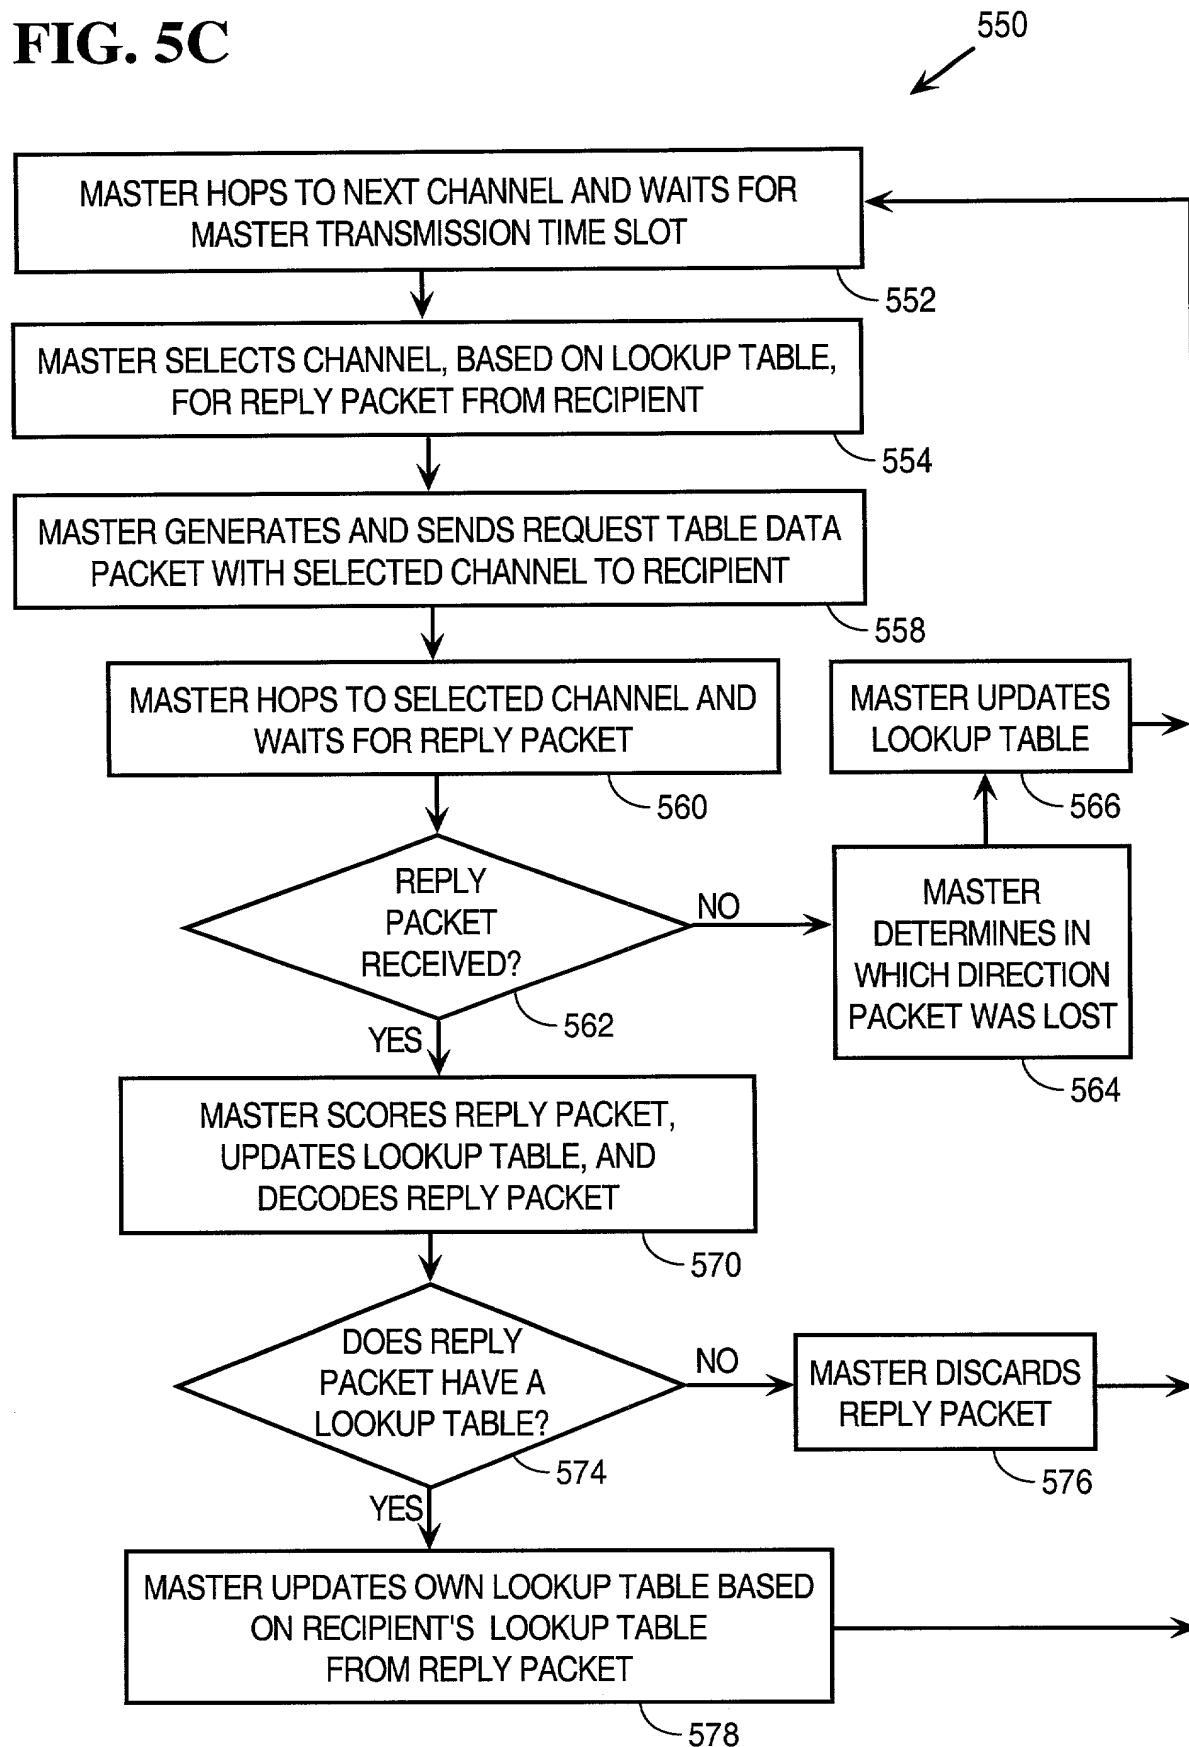 FIG. 5C
550
MASTER HOPS TO NEXT CHANNEL AND WAITS FOR
MASTER TRANSMISSION TIME SLOT
552
MASTER SELECTS CHANNEL, BASED ON LOOKUP TABLE,
FOR REPLY PACKET FROM RECIPIENT
554
MASTER GENERATES AND SENDS REQUEST TABLE DATA
PACKET WITH SELECTED CHANNEL TO RECIPIENT
558
MASTER HOPS TO SELECTED CHANNEL AND
WAITS FOR REPLY PACKET
560
MASTER UPDATES
LOOKUP TABLE
566
REPLY
PACKET
RECEIVED?
562
NO
MASTER
DETERMINES IN
WHICH DIRECTION
PACKET WAS LOST
564
YES
MASTER SCORES REPLY PACKET,
UPDATES LOOKUP TABLE, AND
DECODES REPLY PACKET
570
DOES REPLY
PACKET HAVE A
LOOKUP TABLE?
574
NO
MASTER DISCARDS
REPLY PACKET
576
YES
MASTER UPDATES OWN LOOKUP TABLE BASED
ON RECIPIENT'S LOOKUP TABLE
FROM REPLY PACKET
578